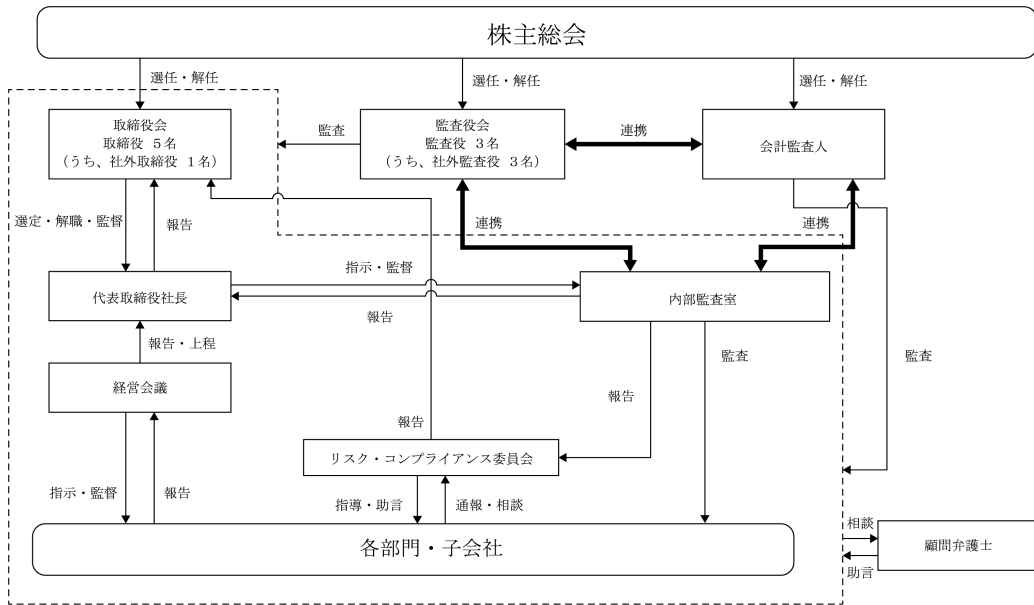 株主総会
選任・解任
選任・解任
選任・解任
取締役会
取締役 5名
（うち、社外取締役 1名）
監査
監査役会
監査役 3名
（うち、社外監査役 3名）
連携
会計監査人
選定・解職・監督
報告
連携
連携
指示・監督
代表取締役社長
内部監査室
報告
報告・上程
監査
監査
経営会議
報告
報告
リスク・コンプライアンス委員会
指示・監督
報告
指導・助言
通報・相談
各部門・子会社
相談
顧問弁護士
助言